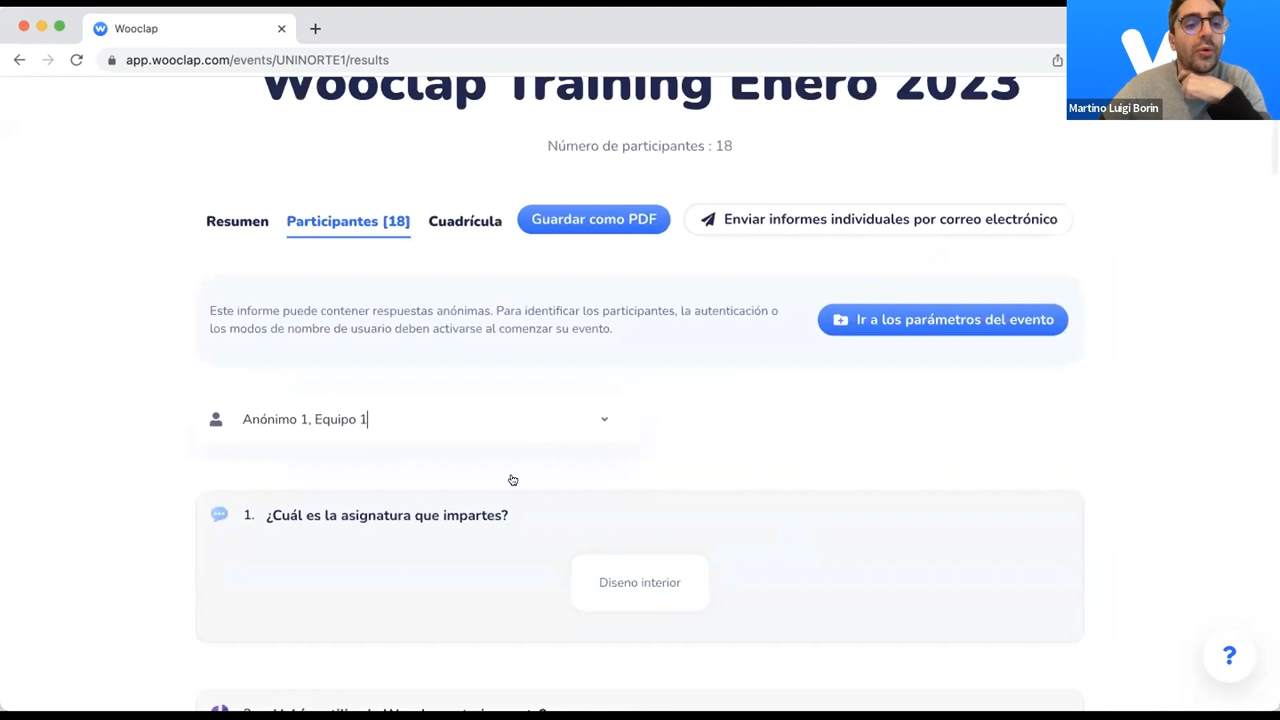 Wooclap
app.wooclap.com/events/UNINORTE1/results
Martino Luigi Borin
Wooclap Training Enero 2023
Número de participantes : 18
Resumen
Participantes [18]
Cuadrícula
Guardar como PDF
Enviar informes individuales por correo electrónico
Este informe puede contener respuestas anónimas. Para identificar los participantes, la autenticación o
los modos de nombre de usuario deben activarse al comenzar su evento.
Ir a los parámetros del evento
Anónimo 1, Equipo 1
1. ¿Cuál es la asignatura que impartes?
Diseno interior
?